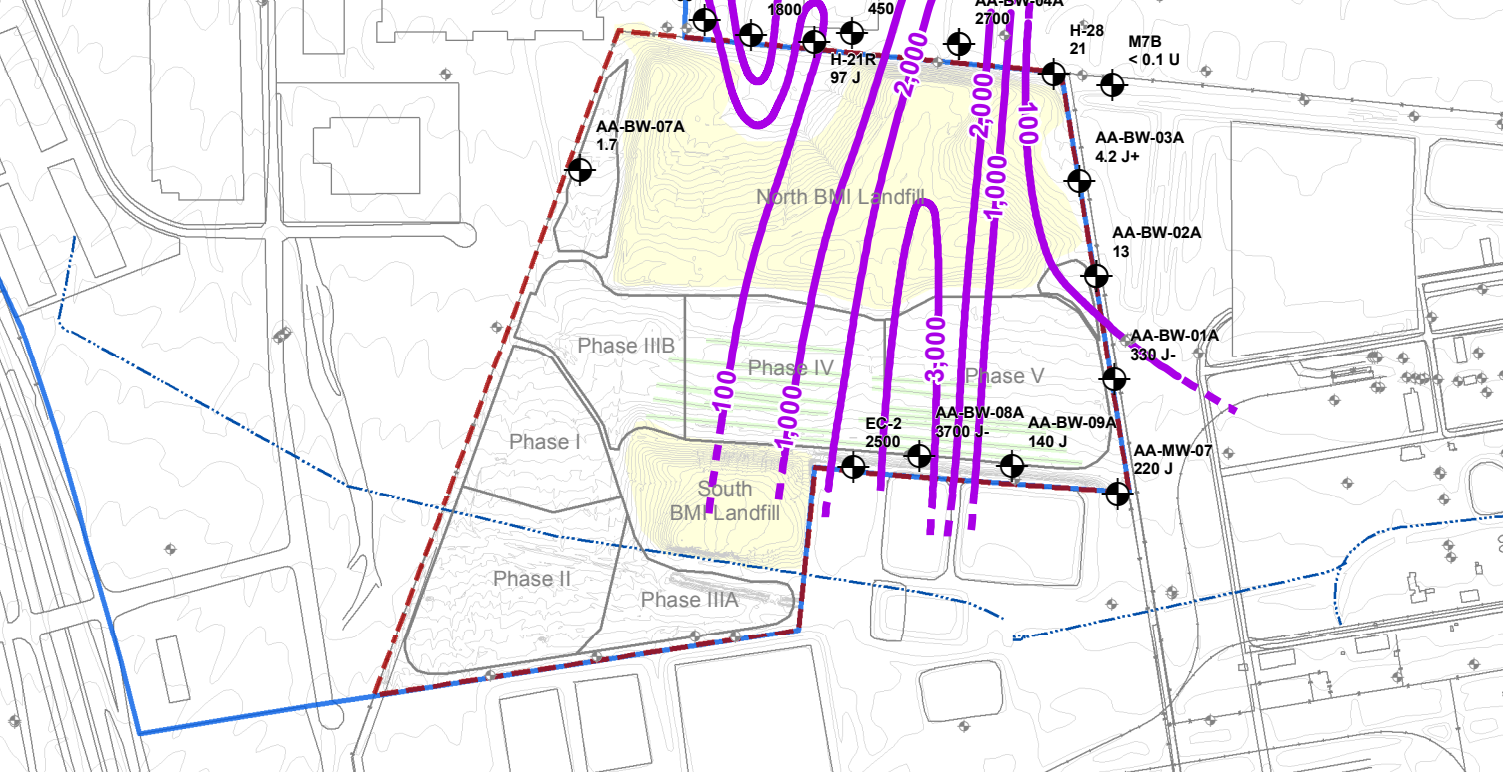 1800
450
AA-BW-04A
2700
H-28
21
M7B
< 0.1 U
H-21R
97 J
2,000
2,000
100
AA-BW-07A
1.7
AA-BW-03A
4.2 J+
1,000
North BMI Landfill
AA-BW-02A
13
AA-BW-01A
330 J-
Phase IIIB
Phase IV
3,000
Phase V
100
1,000
EC-2
2500
AA-BW-08A
3700 J-
AA-BW-09A
140 J
Phase I
AA-MW-07
220 J
South
BMI Landfill
Phase II
Phase IIIA